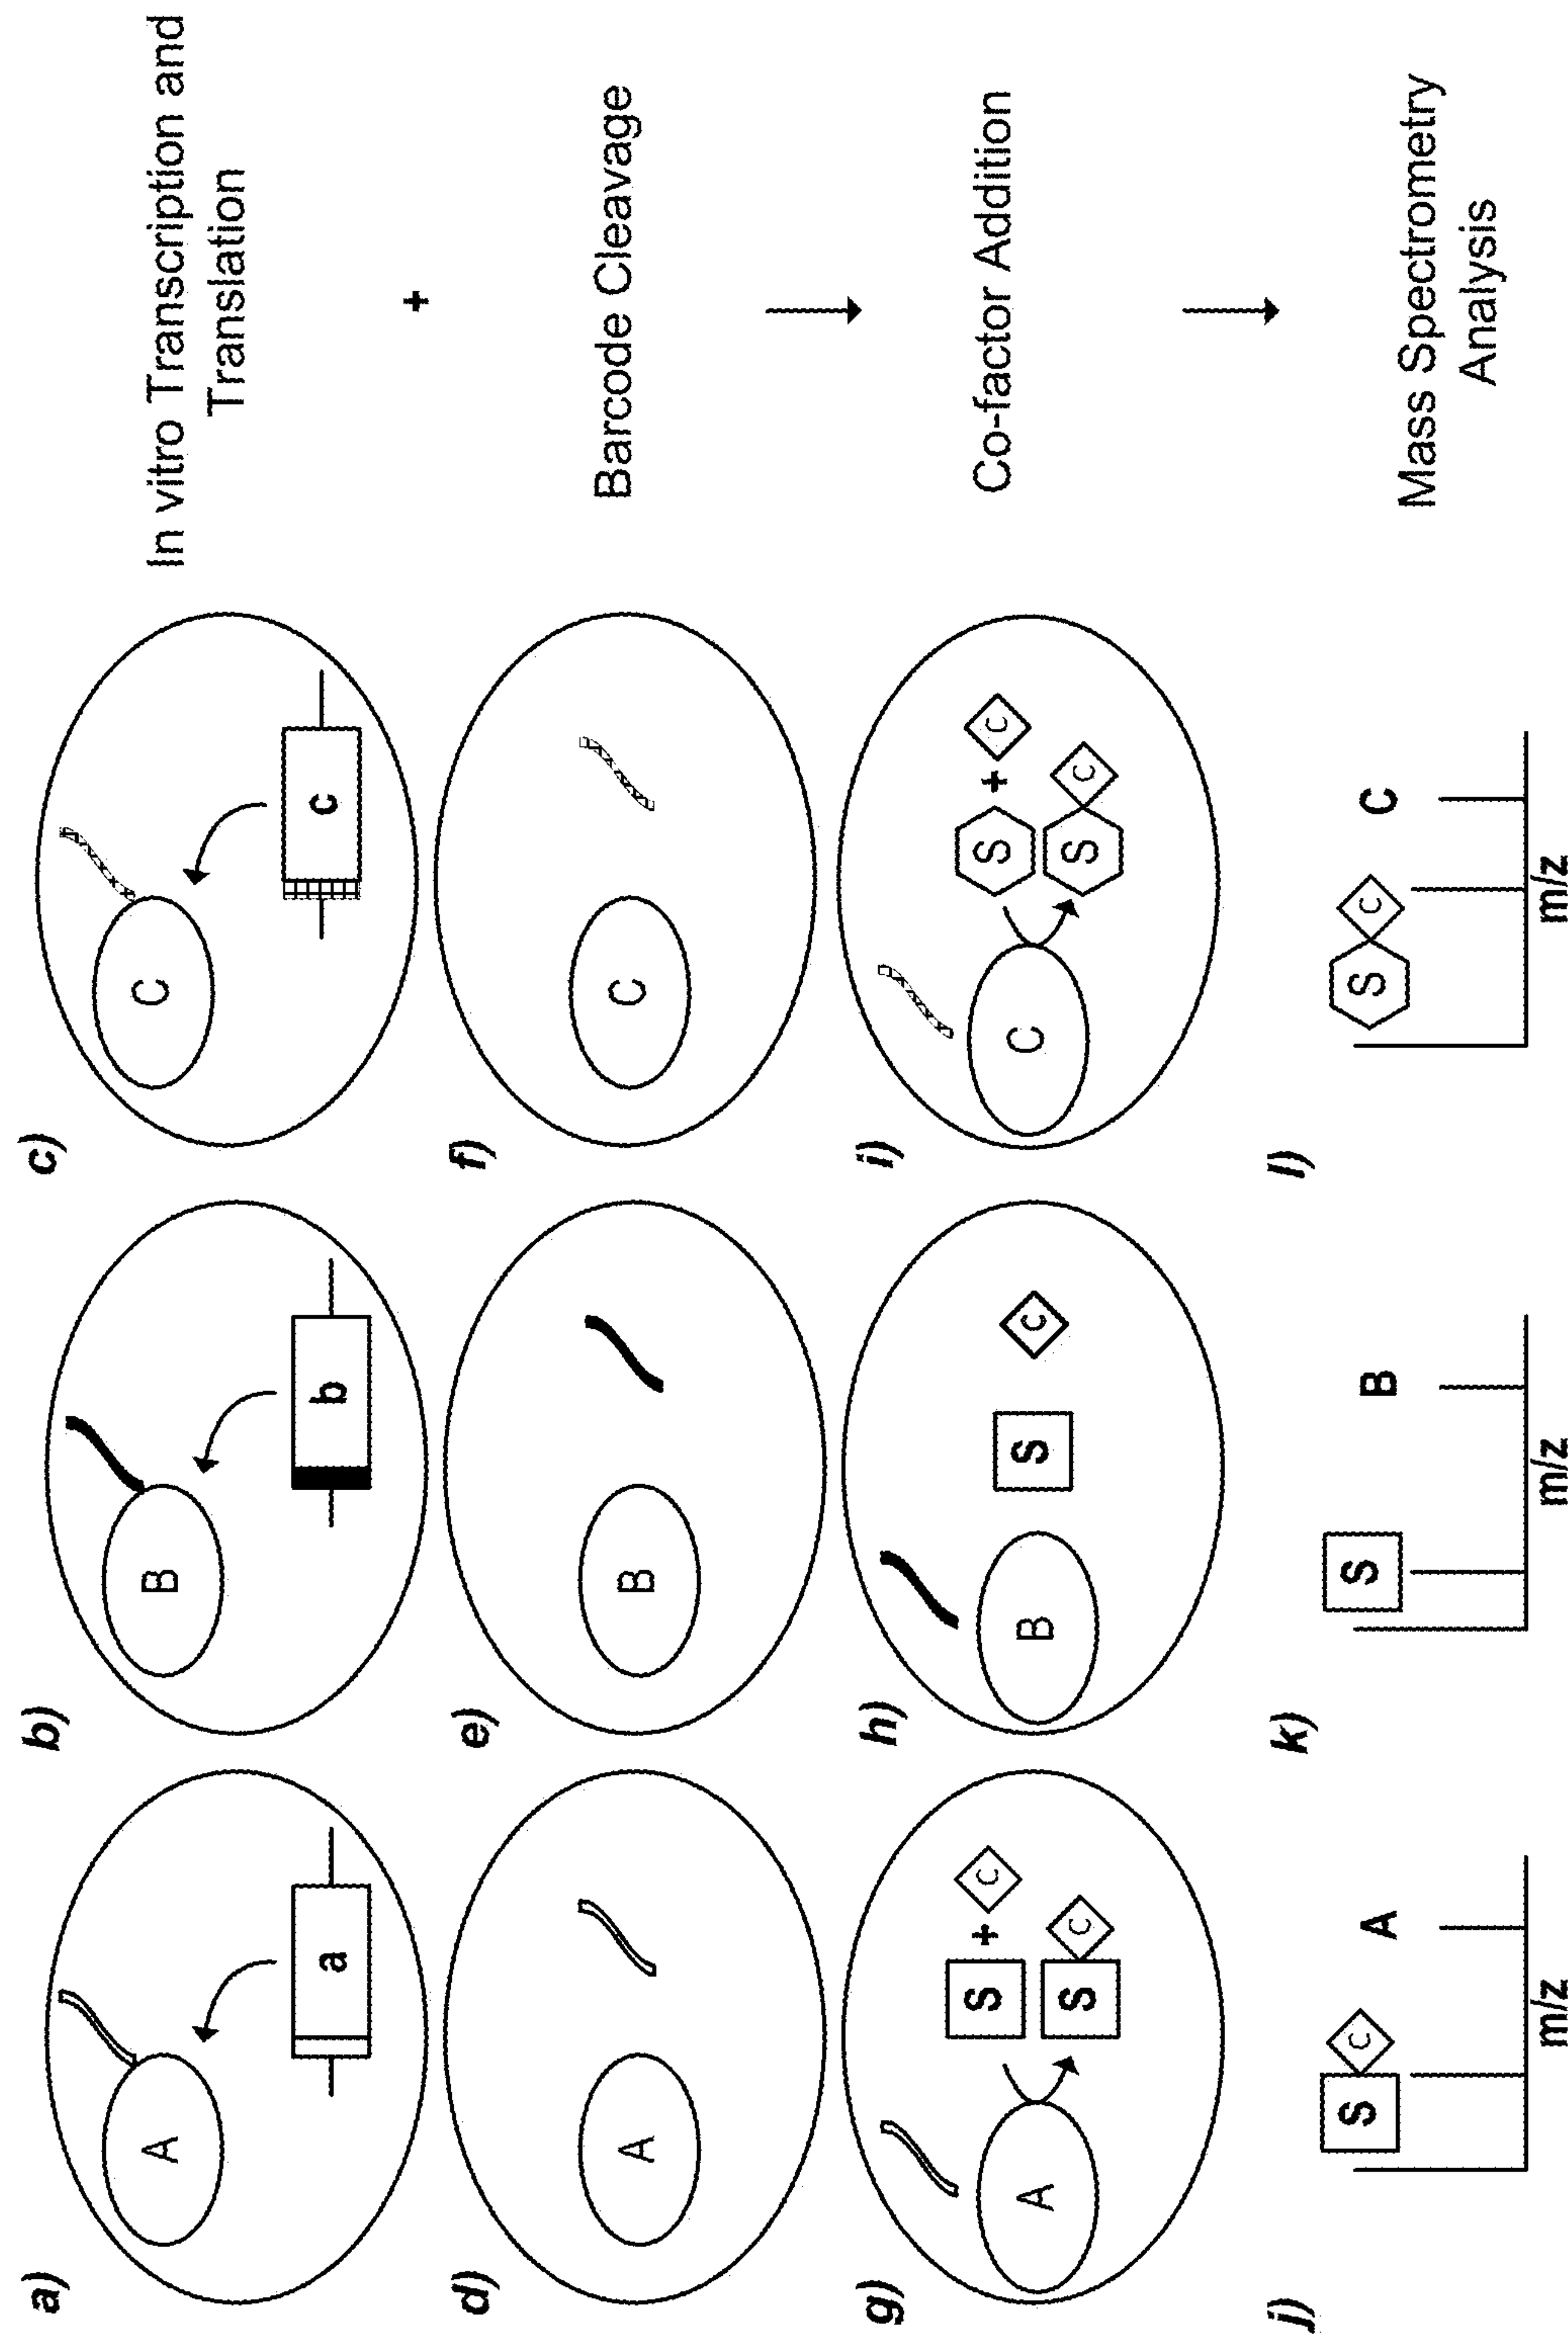 a)
b)
c)
In vitro Transcription and
Translation
A
B
C
a
b
c
+
d)
e)
f)
A
B
C
Barcode Cleavage
g)
h)
i)
A
S + c
S c
B
S
c
C
S + c
S c
Co-factor Addition
j)
k)
l)
S c
A
m/z
S
B
m/z
S c
C
m/z
Mass Spectrometry
Analysis